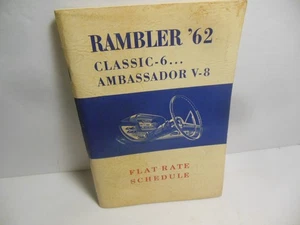 RAMBLER '62
CLASSIC-6...
AMBASSADOR V-8
FLAT RATE
SCHEDULE